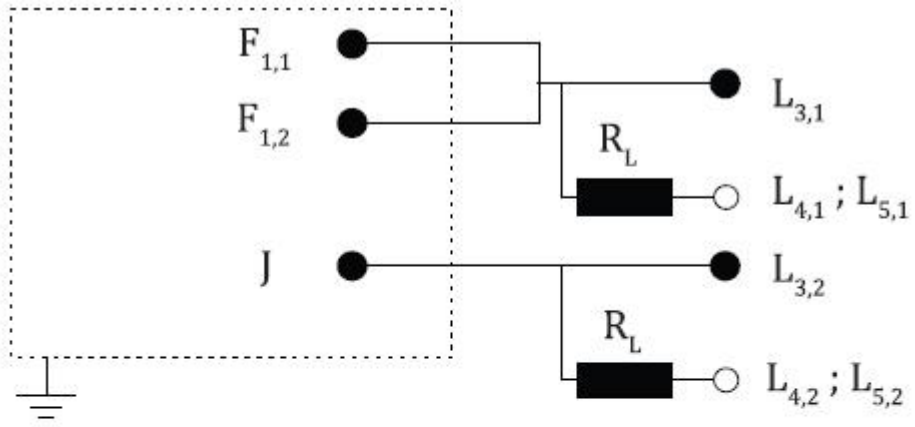 F1,1
L3,1
F1,2
RL
L4,1 ; L5,1
J
L3,2
RL
L4,2 ; L5,2